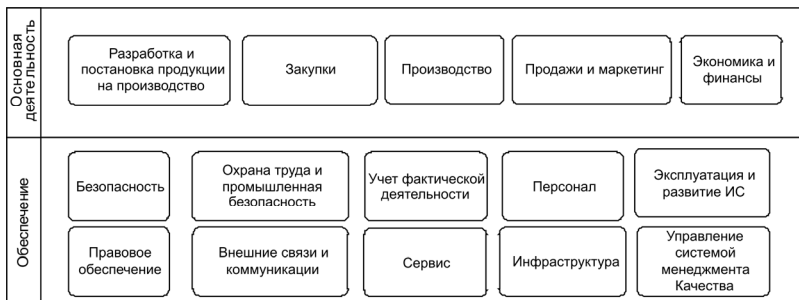 Основная
деятельность
Разработка и
постановка продукции
на производство
Закупки
Производство
Продажи и маркетинг
Экономика и
финансы
Обеспечение
Безопасность
Охрана труда и
промышленная
безопасность
Учет фактической
деятельности
Персонал
Эксплуатация и
развитие ИС
Правовое
обеспечение
Внешние связи и
коммуникации
Сервис
Инфраструктура
Управление
системой
менеджмента
Качества